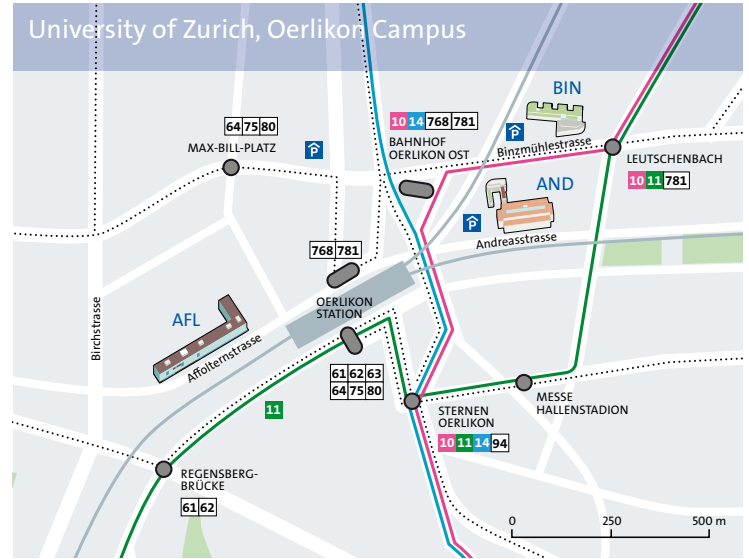 University of Zurich, Oerlikon Campus
BIN
10 14 768 781
64 75 80
P
P
BAHNHOF
OERLIKON OST
Binzmühlestrasse
MAX-BILL-PLATZ
LEUTSCHENBACH
10 11 781
AND
P
Andreasstrasse
768 781
OERLIKON
STATION
Birchstrasse
AFL
Affolternstrasse
61 62 63
64 75 80
11
MESSE
HALLENSTADION
STERNEN
OERLIKON
10 11 14 94
REGENSBERG-
BRÜCKE
61 62
0 250 500 m